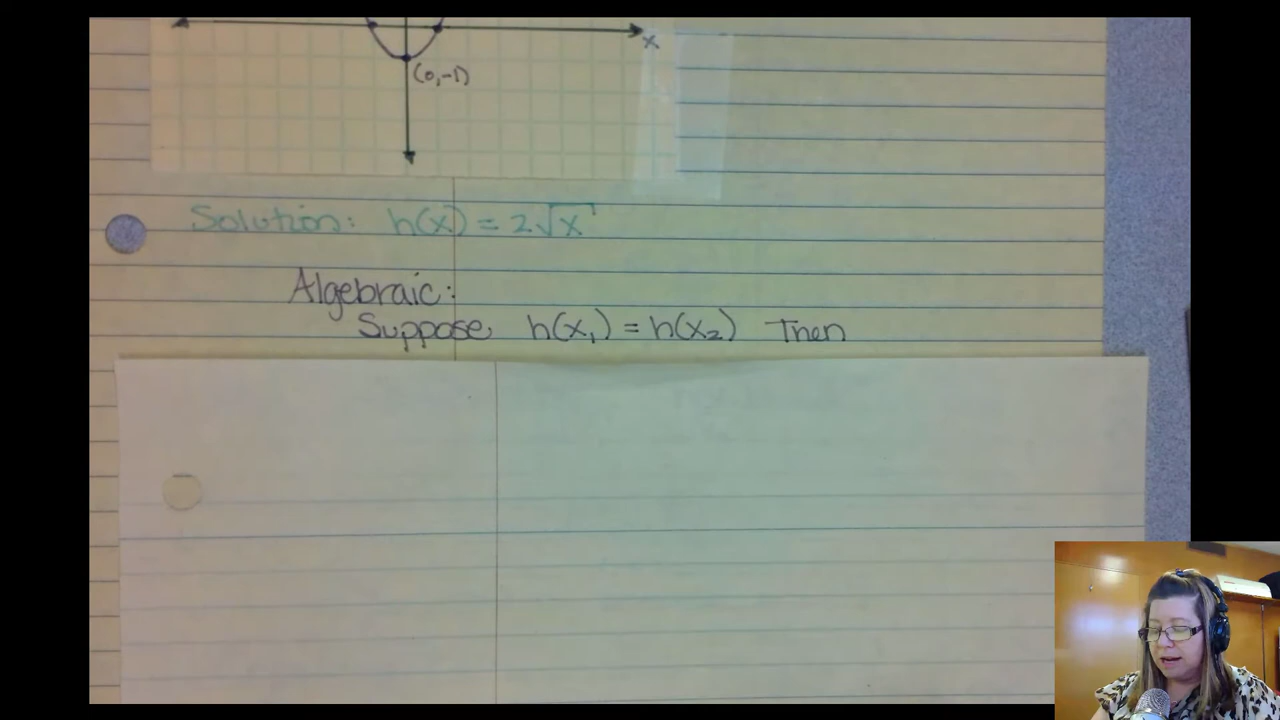 x
(0,-1)
Solution: h(x) = 2√x
Algebraic:
Suppose h(x₁) = h(x₂) Then